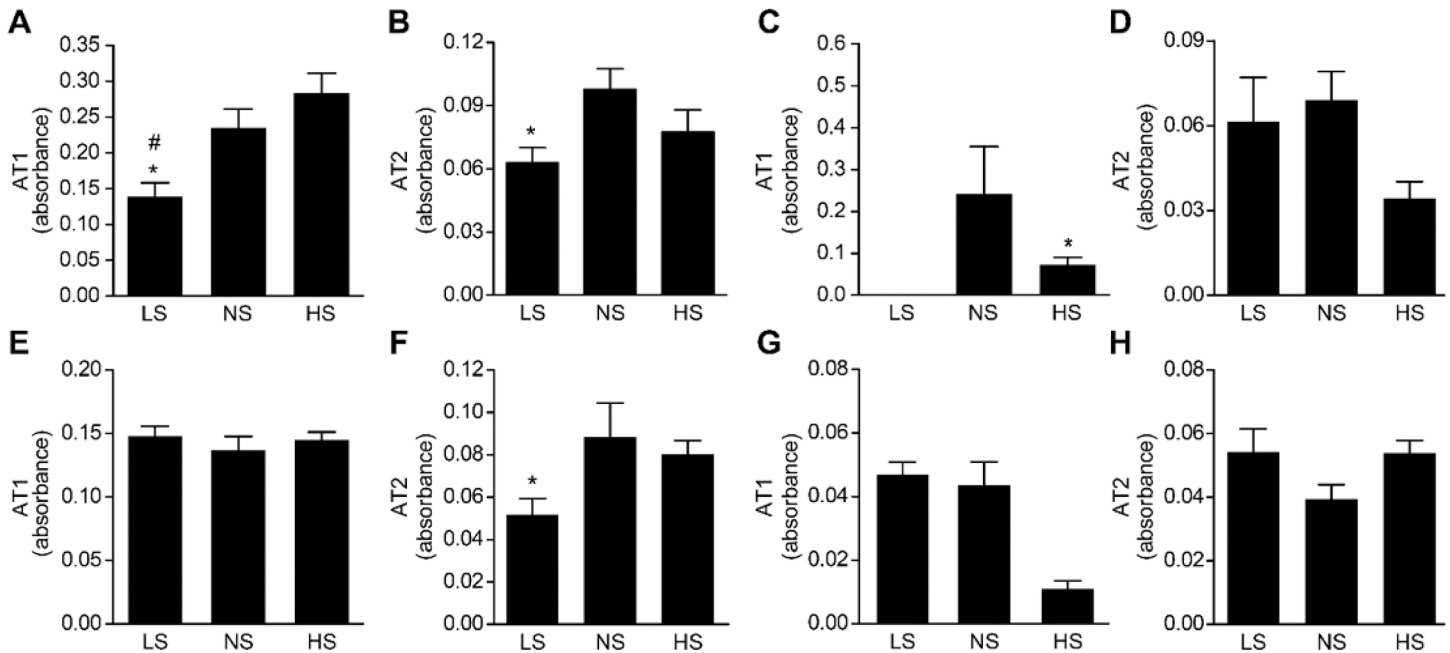 A
AT1
(absorbance)
0.35
0.30
0.25
0.20
0.15
0.10
0.05
0.00
#
*
LS NS HS
B
AT2
(absorbance)
0.12
0.09
0.06
0.03
0.00
*
LS NS HS
C
AT1
(absorbance)
0.6
0.5
0.4
0.3
0.2
0.1
0.0
*
LS NS HS
D
AT2
(absorbance)
0.09
0.06
0.03
0.00
LS NS HS
E
AT1
(absorbance)
0.20
0.15
0.10
0.05
0.00
LS NS HS
F
AT2
(absorbance)
0.12
0.10
0.08
0.06
0.04
0.02
0.00
*
LS NS HS
G
AT1
(absorbance)
0.08
0.06
0.04
0.02
0.00
LS NS HS
H
AT2
(absorbance)
0.08
0.06
0.04
0.02
0.00
LS NS HS